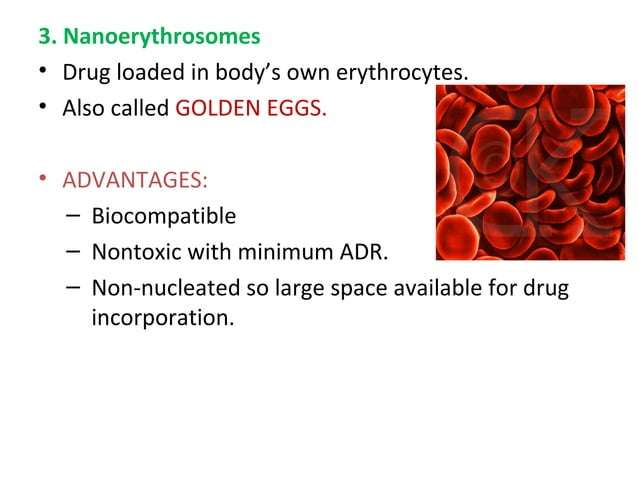 3. Nanoerythrosomes
• Drug loaded in body's own erythrocytes.
• Also called GOLDEN EGGS.
• ADVANTAGES:
– Biocompatible
– Nontoxic with minimum ADR.
– Non-nucleated so large space available for drug
incorporation.